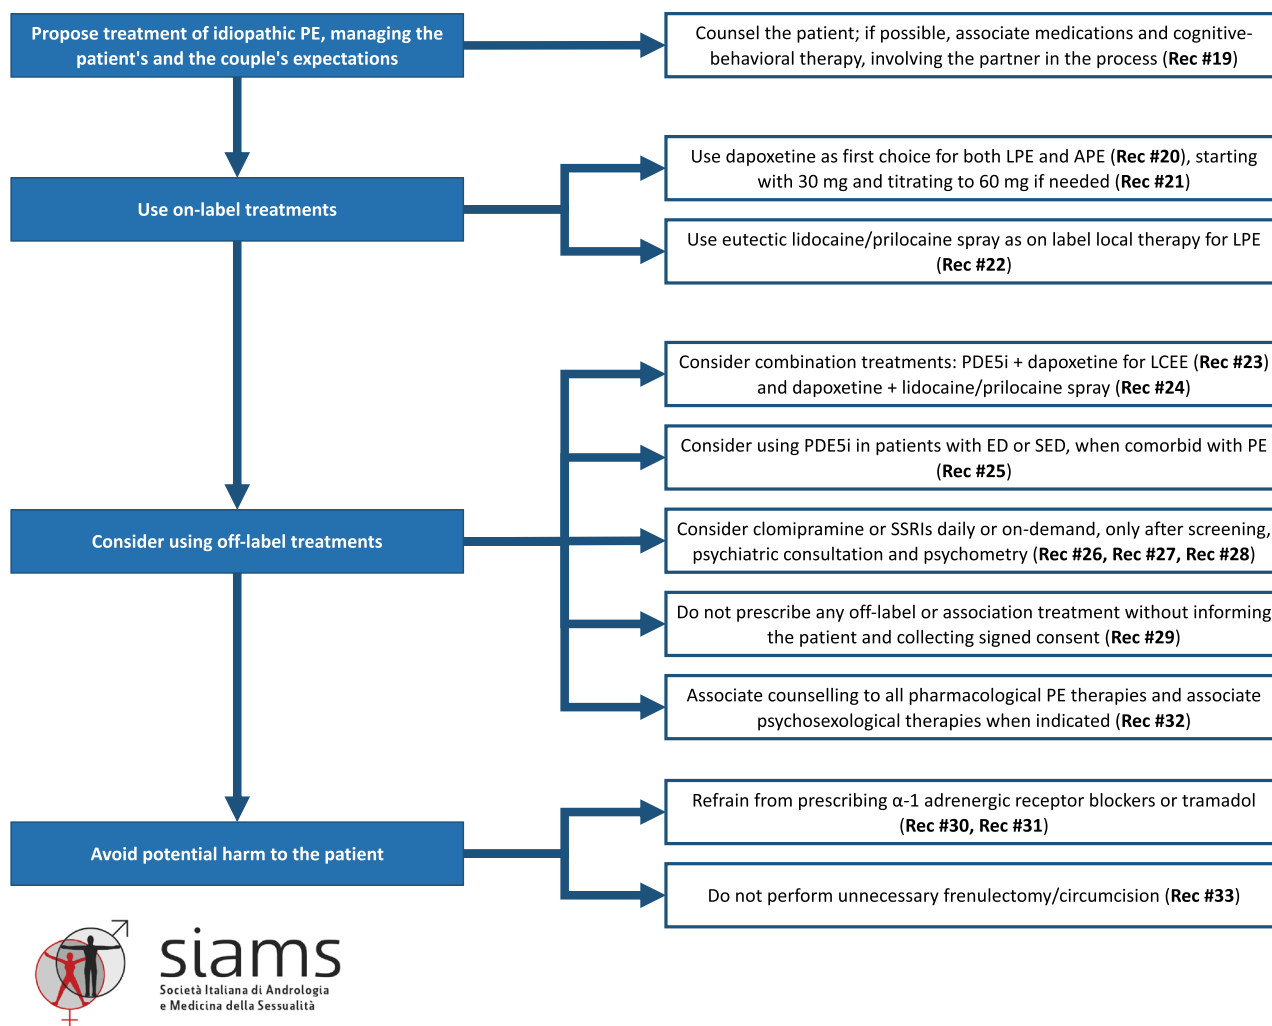 Propose treatment of idiopathic PE, managing the
patient's and the couple's expectations
Counsel the patient; if possible, associate medications and cognitive-
behavioral therapy, involving the partner in the process (Rec #19)
Use on-label treatments
Use dapoxetine as first choice for both LPE and APE (Rec #20), starting
with 30 mg and titrating to 60 mg if needed (Rec #21)
Use eutectic lidocaine/prilocaine spray as on label local therapy for LPE
(Rec #22)
Consider using off-label treatments
Consider combination treatments: PDE5i + dapoxetine for LCEE (Rec #23)
and dapoxetine + lidocaine/prilocaine spray (Rec #24)
Consider using PDE5i in patients with ED or SED, when comorbid with PE
(Rec #25)
Consider clomipramine or SSRIs daily or on-demand, only after screening,
psychiatric consultation and psychometry (Rec #26, Rec #27, Rec #28)
Do not prescribe any off-label or association treatment without informing
the patient and collecting signed consent (Rec #29)
Associate counselling to all pharmacological PE therapies and associate
psychosexological therapies when indicated (Rec #32)
Avoid potential harm to the patient
Refrain from prescribing α-1 adrenergic receptor blockers or tramadol
(Rec #30, Rec #31)
Do not perform unnecessary frenulectomy/circumcision (Rec #33)
siams
Società Italiana di Andrologia
e Medicina della Sessualità